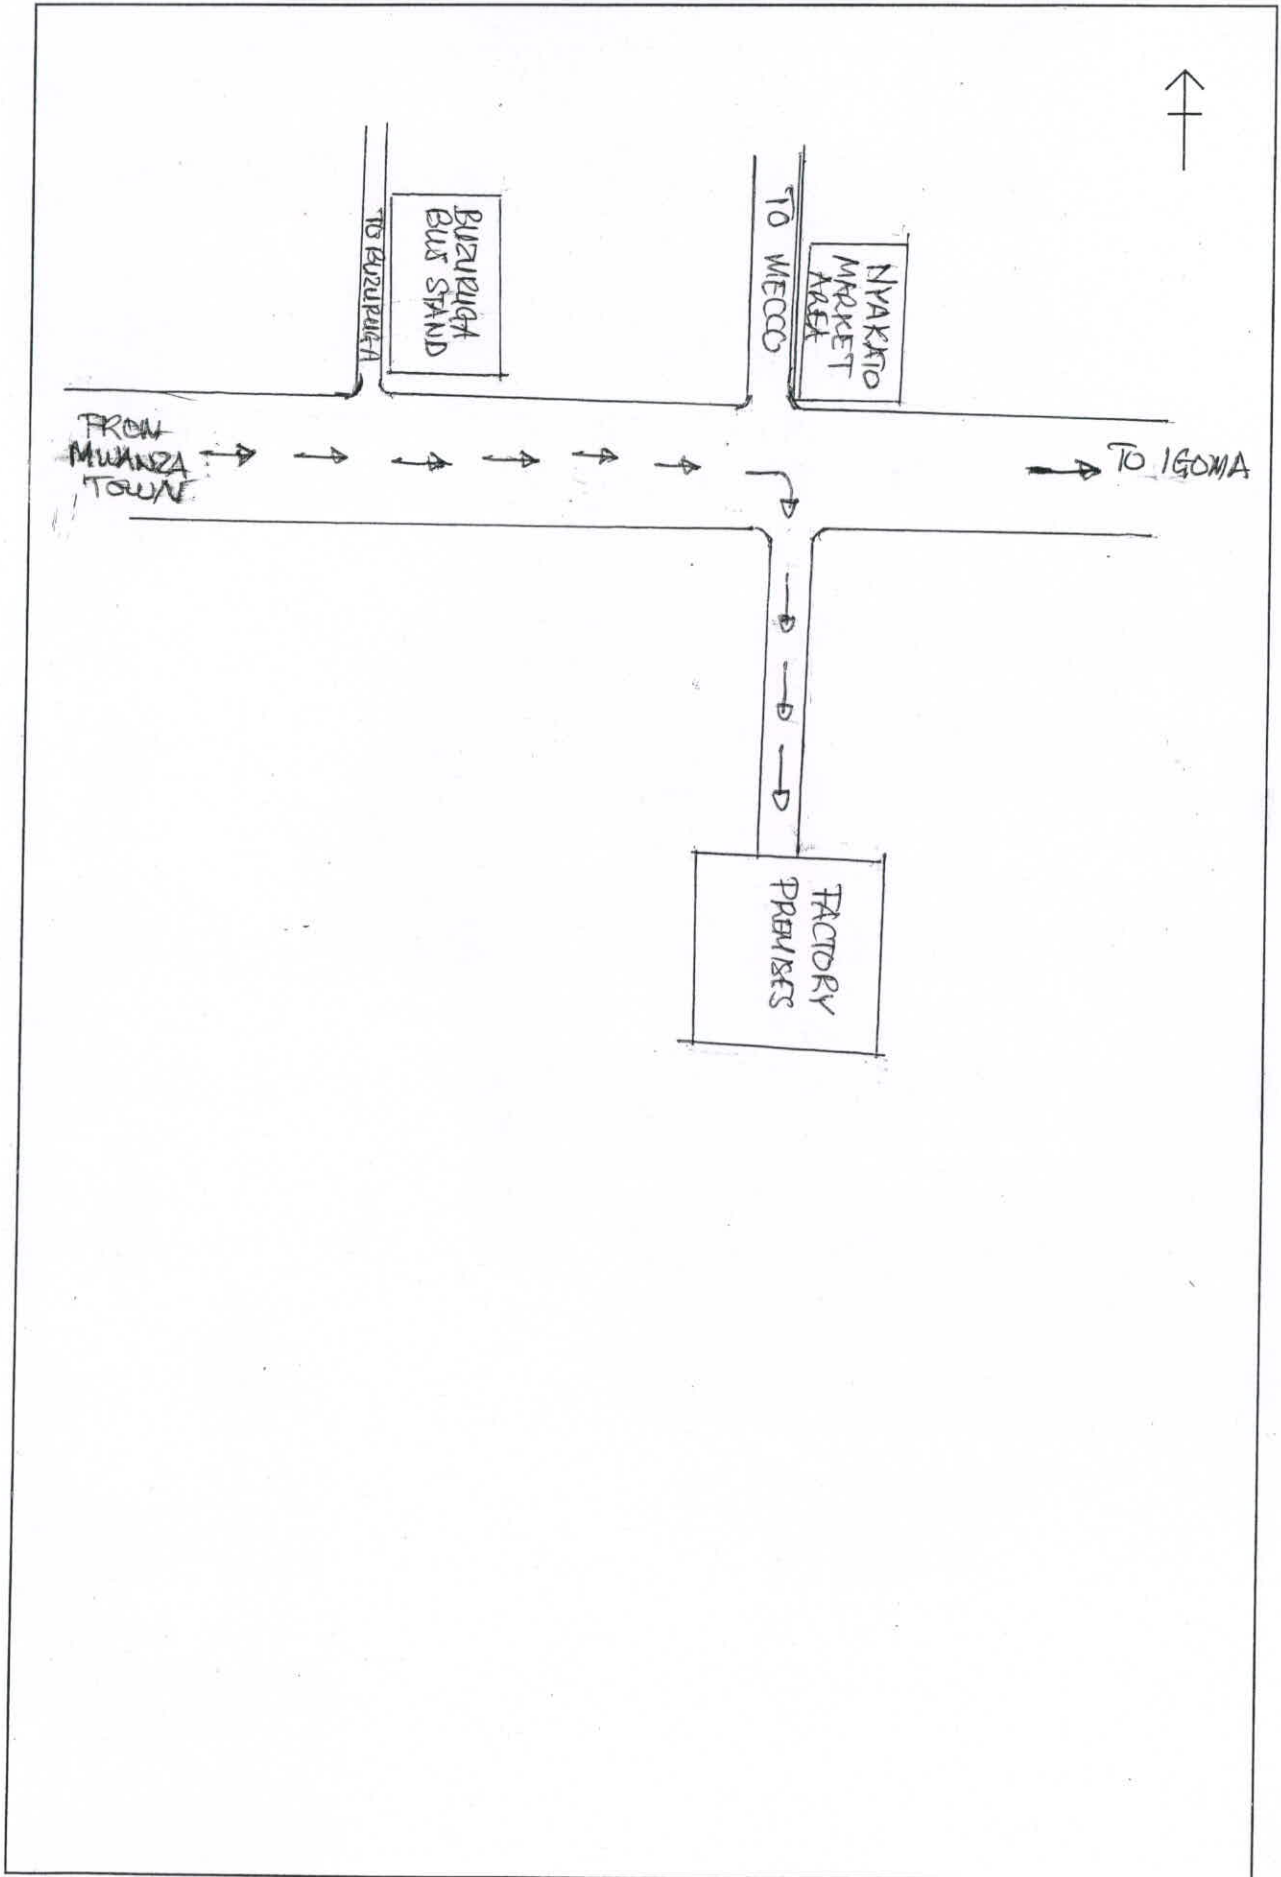 TO BUZURUGA
BUZURUGA
BUS STAND
TO MECCO
NYAKATO
MARKET
AREA
FROM
MWANZA
TOWN
TO IGOMA
FACTORY
PREMISES